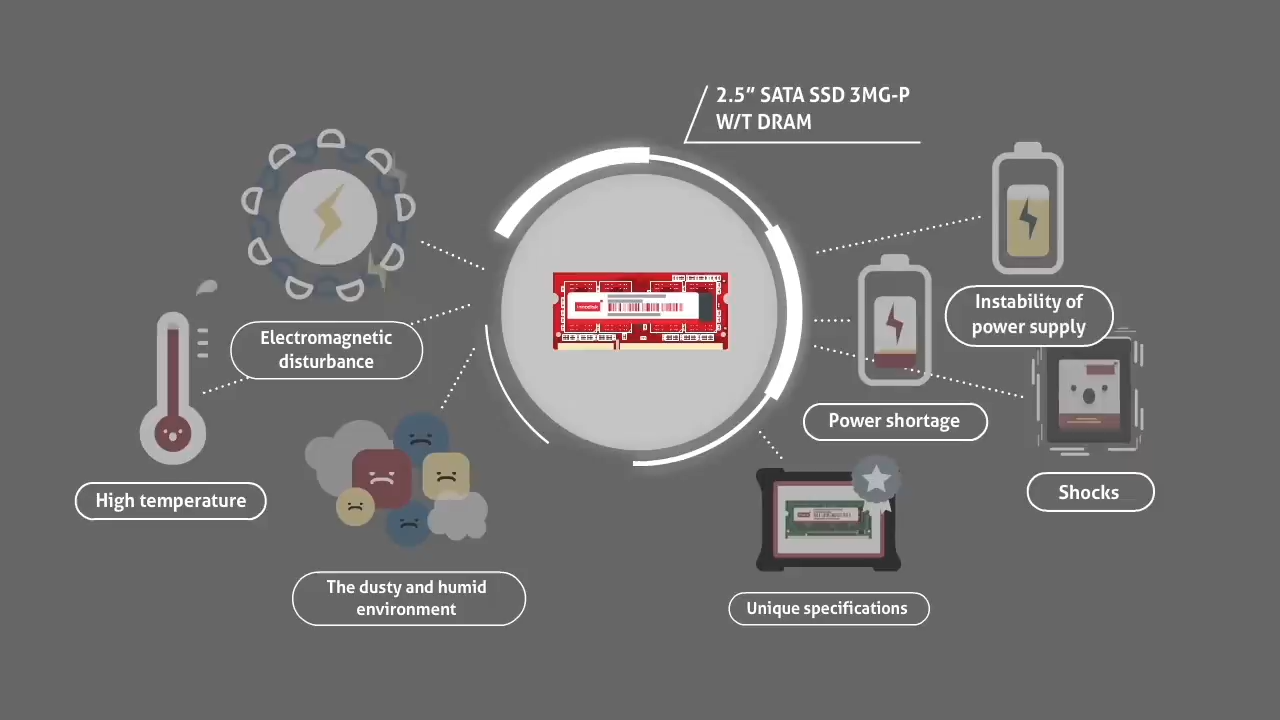 2.5” SATA SSD 3MG-P
W/T DRAM
Electromagnetic
disturbance
Instability of
power supply
Power shortage
High temperature
Shocks
The dusty and humid
environment
Unique specifications